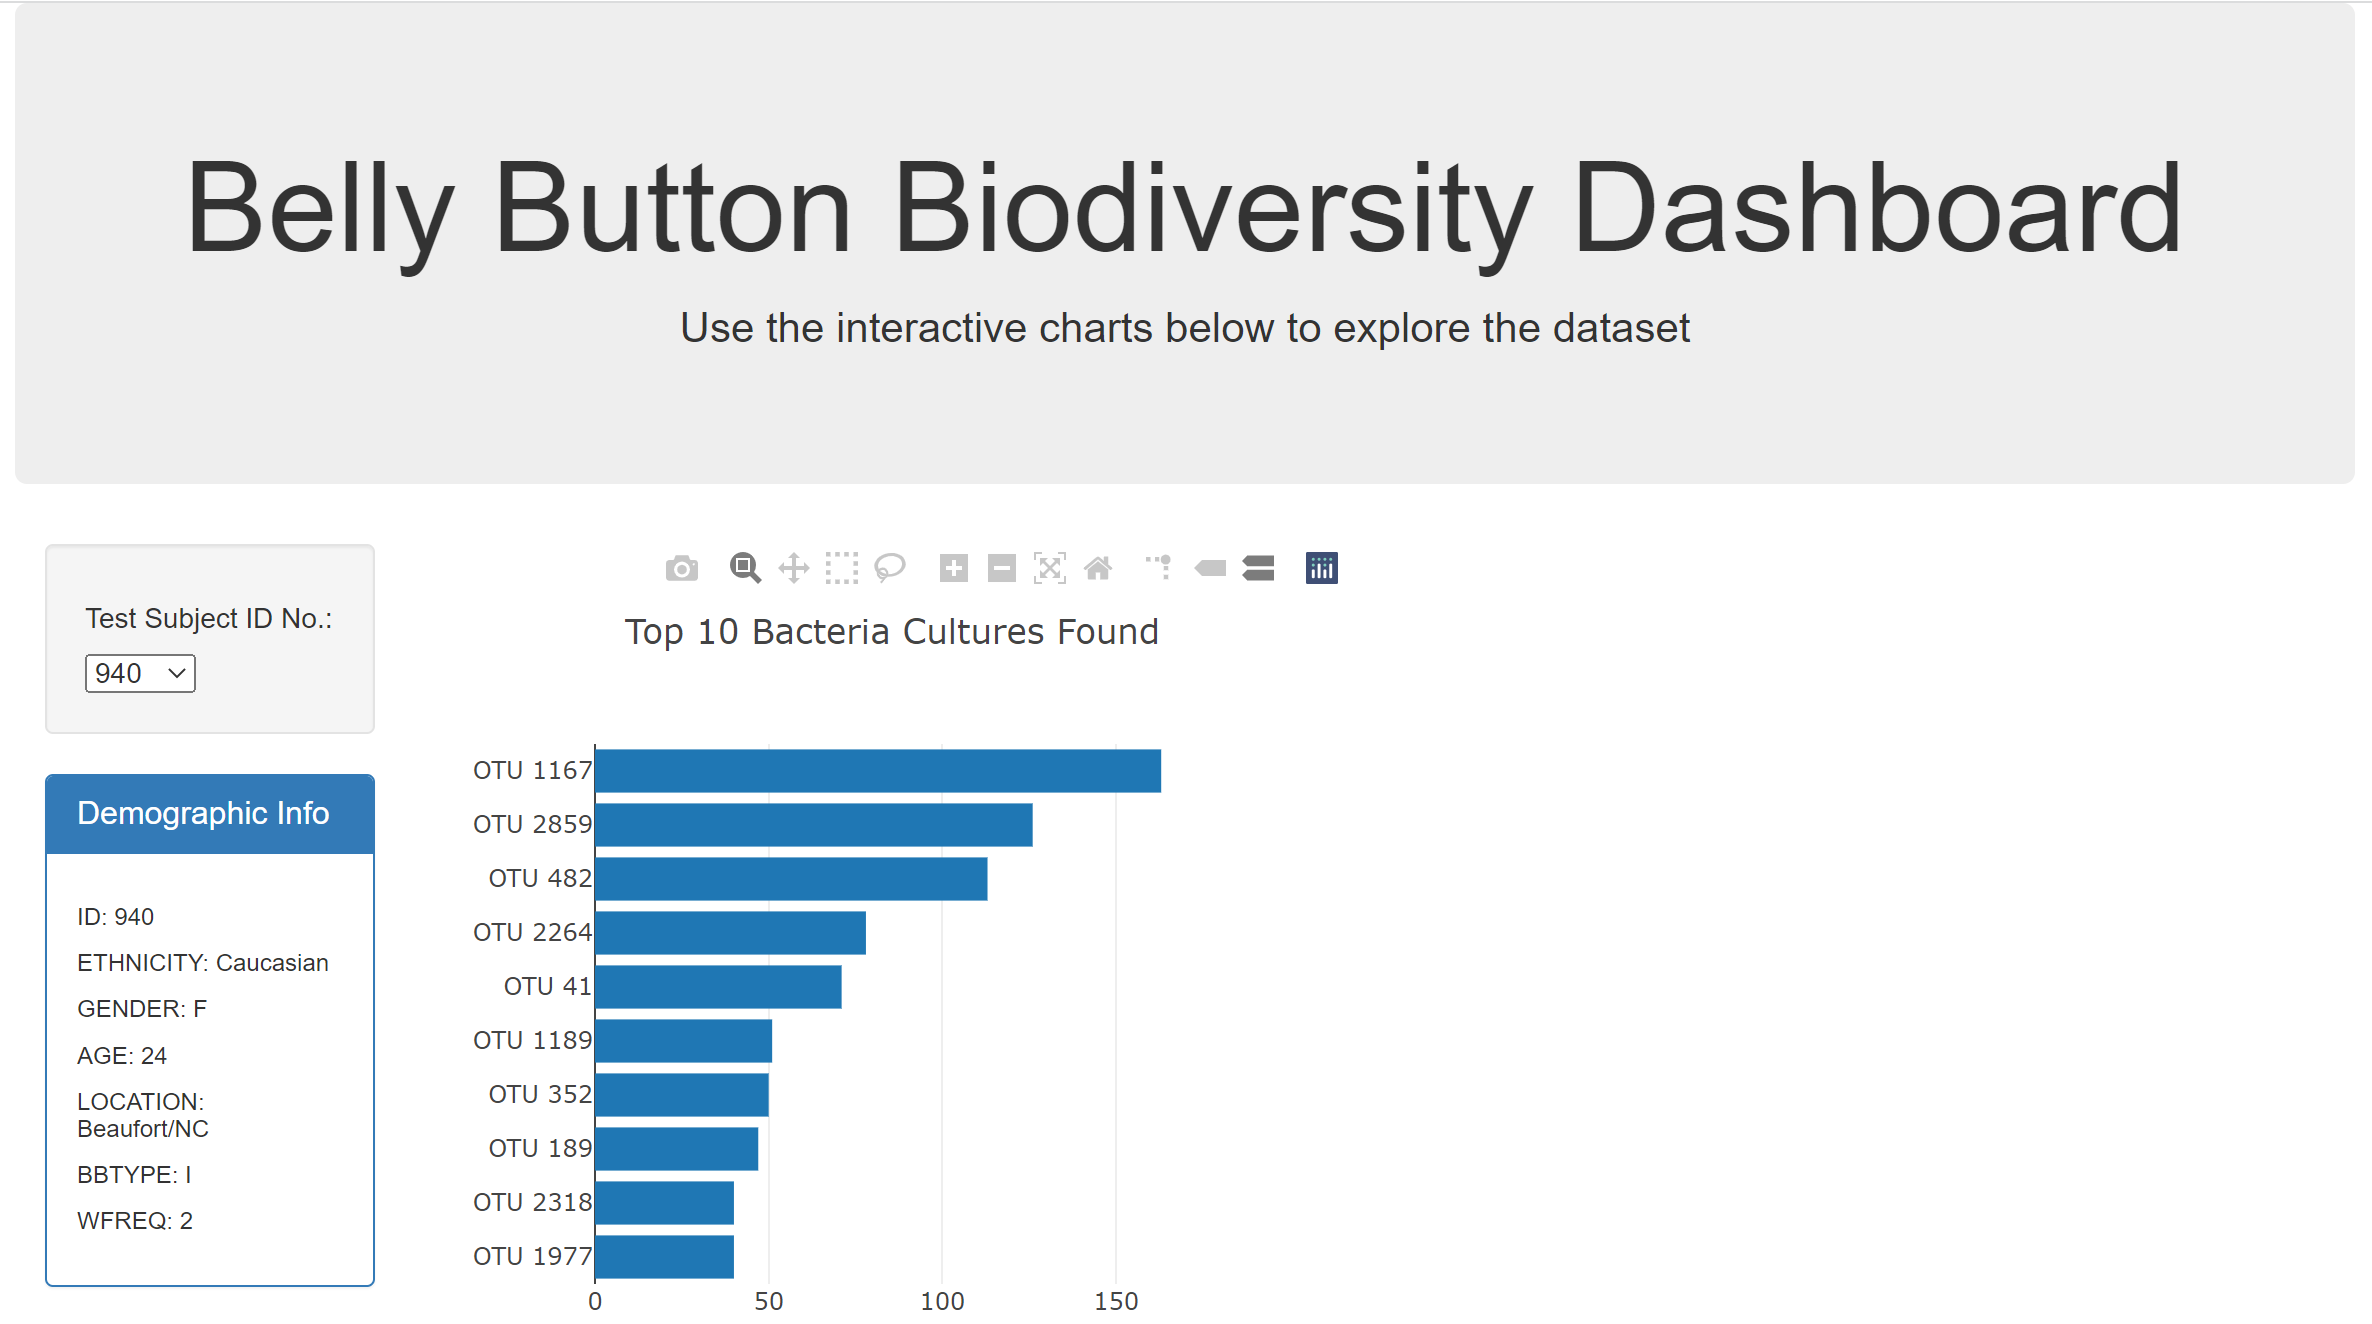 Belly Button Biodiversity Dashboard
Use the interactive charts below to explore the dataset
Test Subject ID No.:
940
Demographic Info
ID: 940
ETHNICITY: Caucasian
GENDER: F
AGE: 24
LOCATION:
Beaufort/NC
BBTYPE: I
WFREQ: 2
Top 10 Bacteria Cultures Found
OTU 1167
OTU 2859
OTU 482
OTU 2264
OTU 41
OTU 1189
OTU 352
OTU 189
OTU 2318
OTU 1977
0 50 100 150